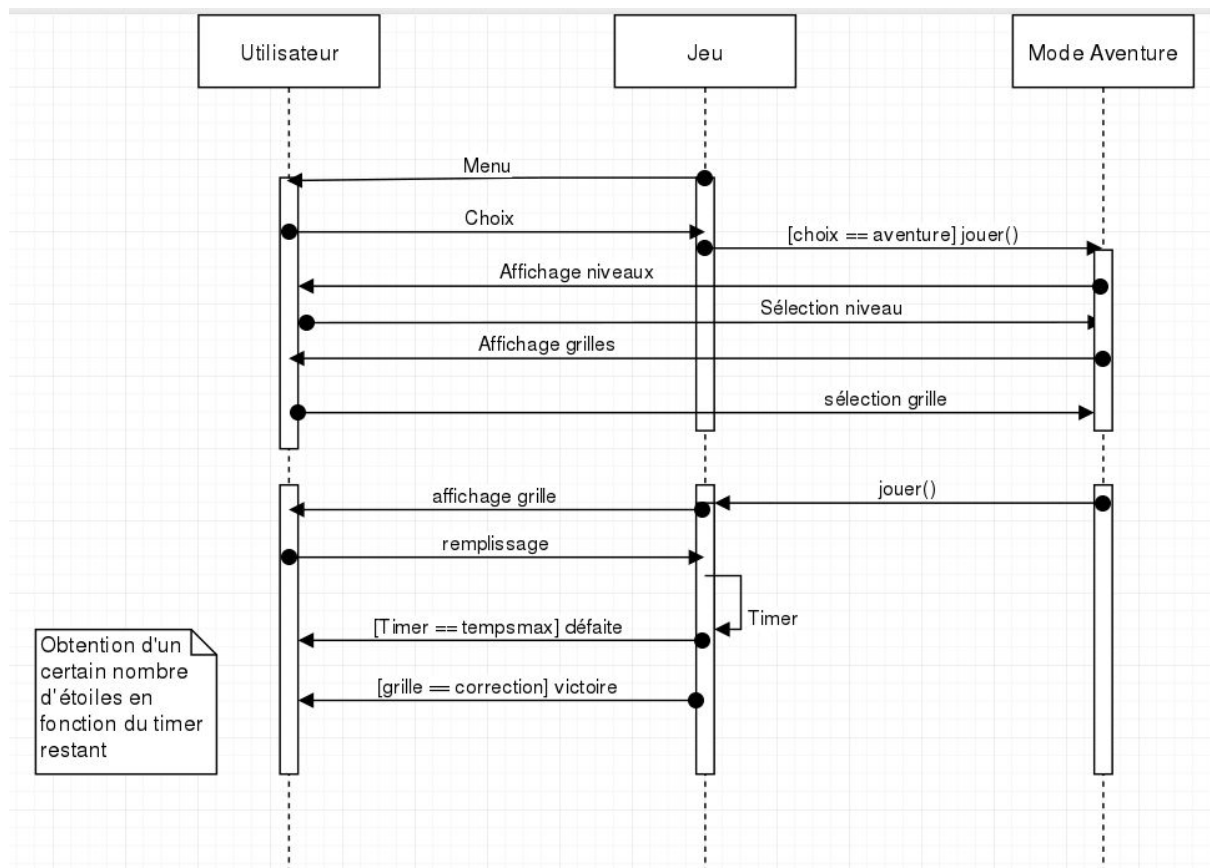 Utilisateur
Jeu
Mode Aventure
Menu
Choix
[choix == aventure] jouer()
Affichage niveaux
Sélection niveau
Affichage grilles
sélection grille
jouer()
affichage grille
remplissage
Timer
[Timer == tempsmax] défaite
[grille == correction] victoire
Obtention d'un
certain nombre
d'étoiles en
fonction du timer
restant